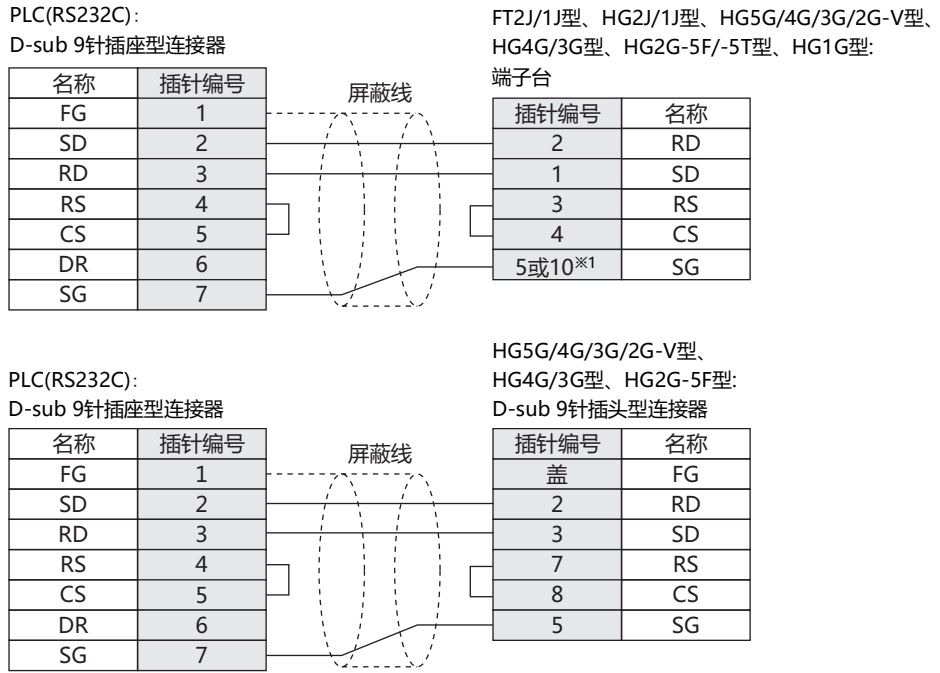 PLC(RS232C)：
D-sub 9针插座型连接器
FT2J/1J型、HG2J/1J型、HG5G/4G/3G/2G-V型、
HG4G/3G型、HG2G-5F/-5T型、HG1G型:
端子台
名称 插针编号
FG 1
SD 2
RD 3
RS 4
CS 5
DR 6
SG 7
屏蔽线
插针编号 名称
2 RD
1 SD
3 RS
4 CS
5或10※1 SG
PLC(RS232C)：
D-sub 9针插座型连接器
HG5G/4G/3G/2G-V型、
HG4G/3G型、HG2G-5F型:
D-sub 9针插头型连接器
名称 插针编号
FG 1
SD 2
RD 3
RS 4
CS 5
DR 6
SG 7
屏蔽线
插针编号 名称
盖 FG
2 RD
3 SD
7 RS
8 CS
5 SG